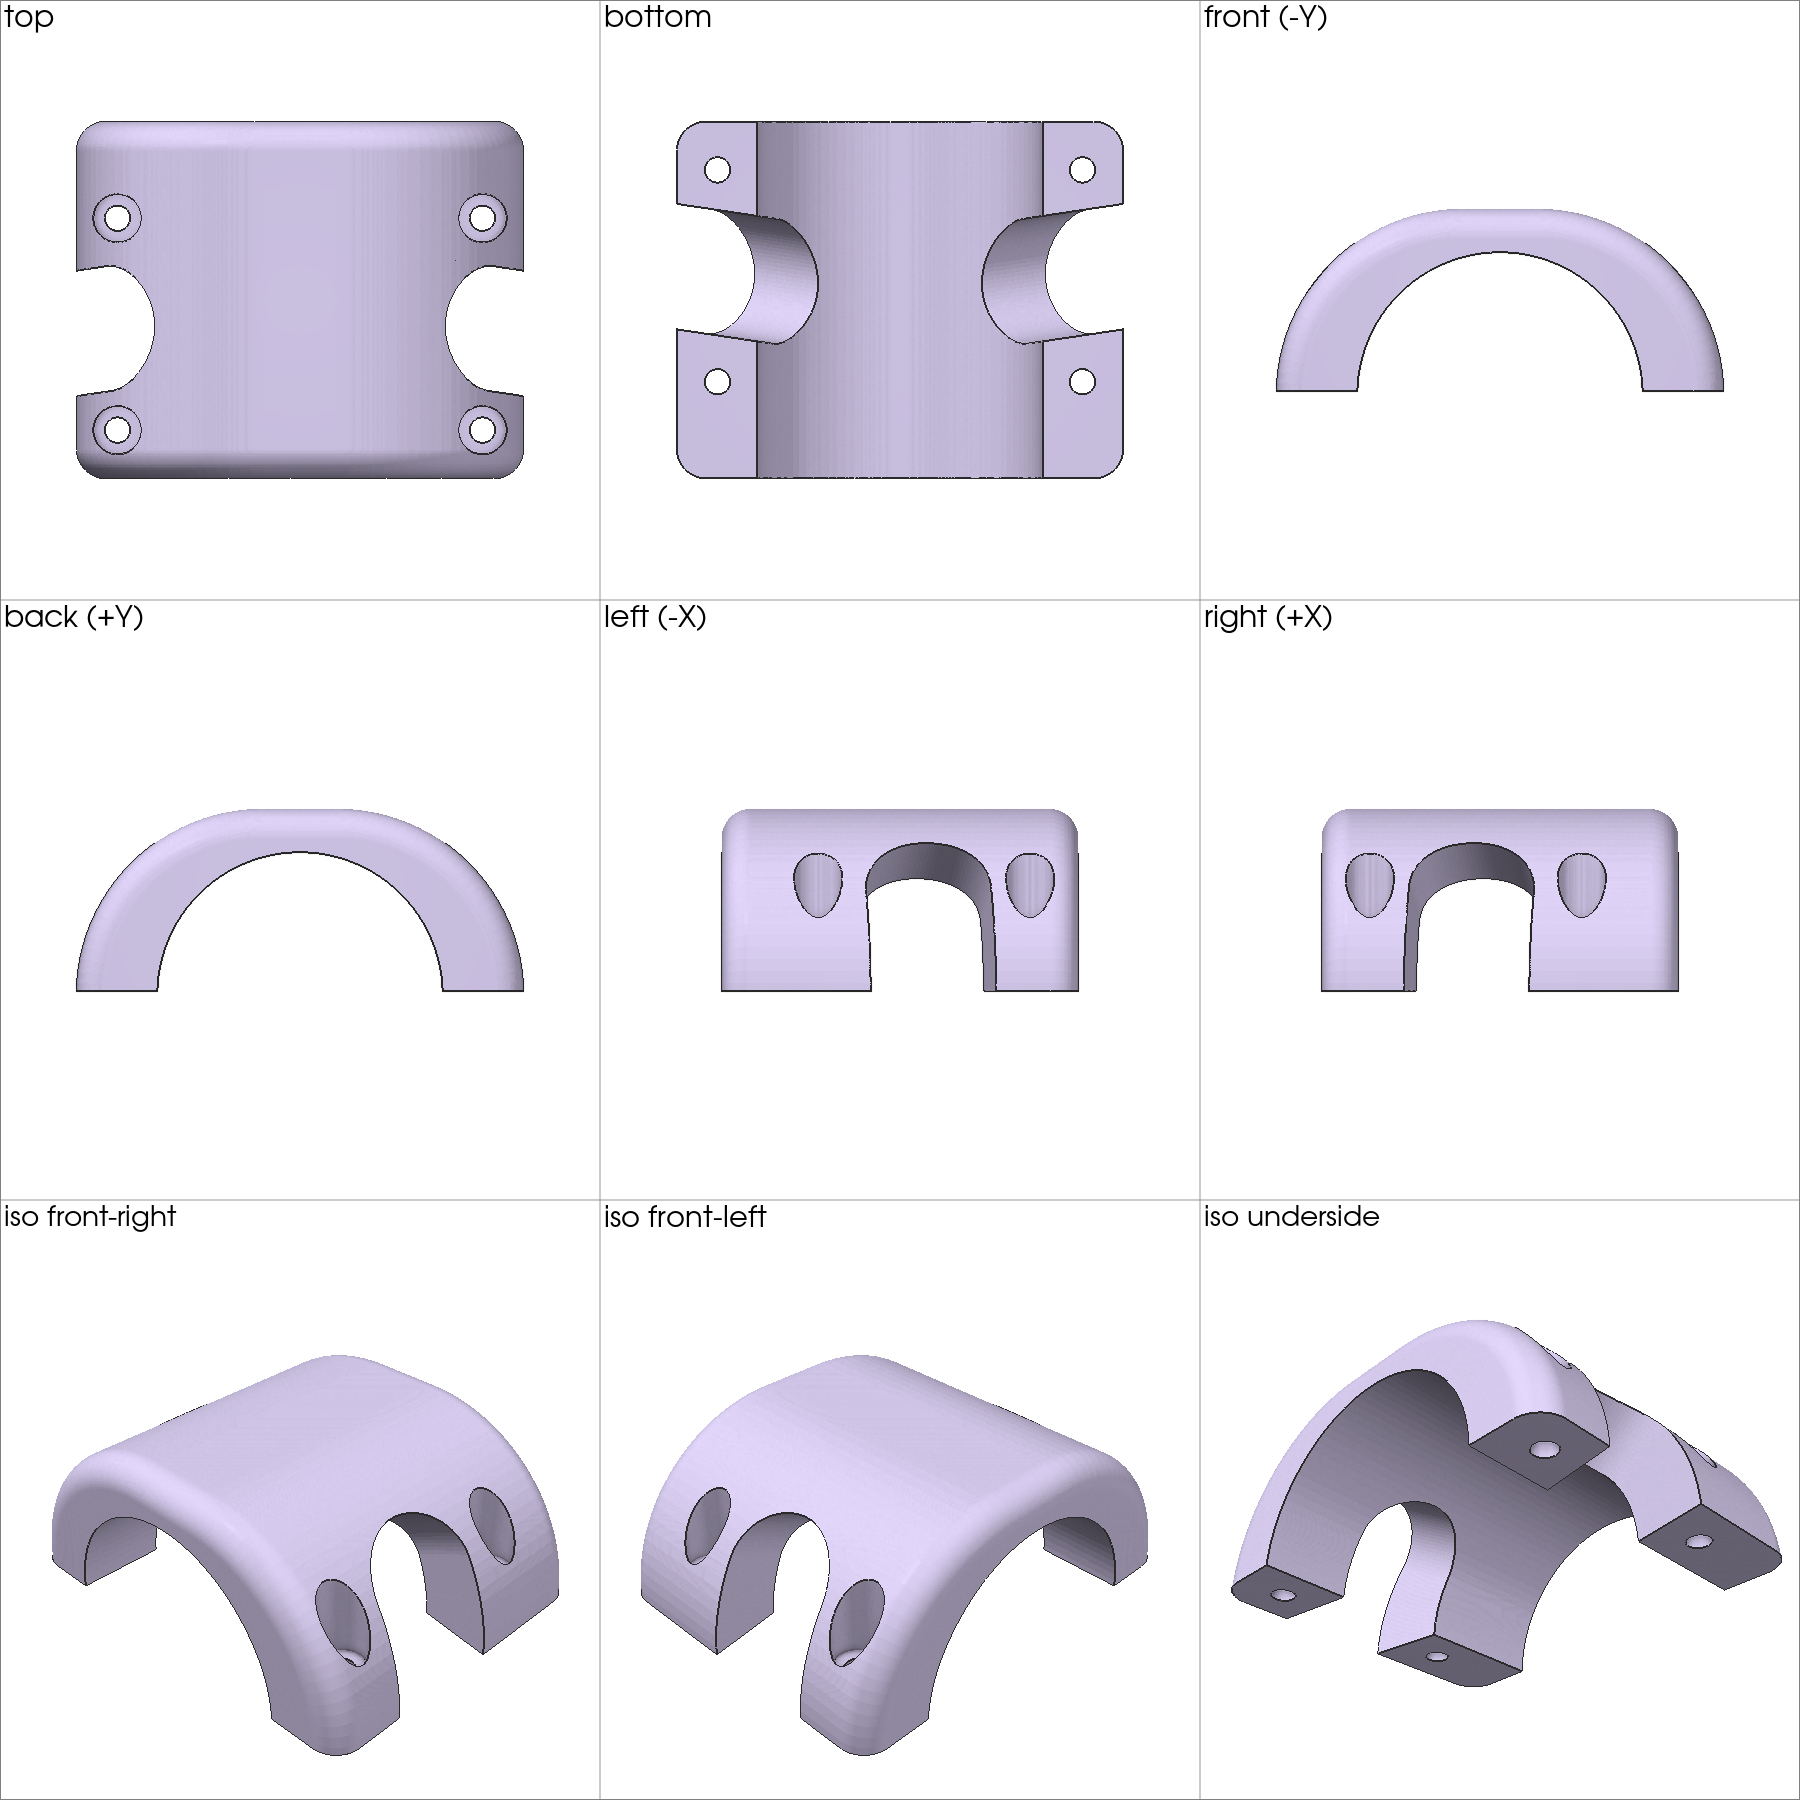 top
bottom
front (-Y)
back (+Y)
left (-X)
right (+X)
iso front-right
iso front-left
iso underside